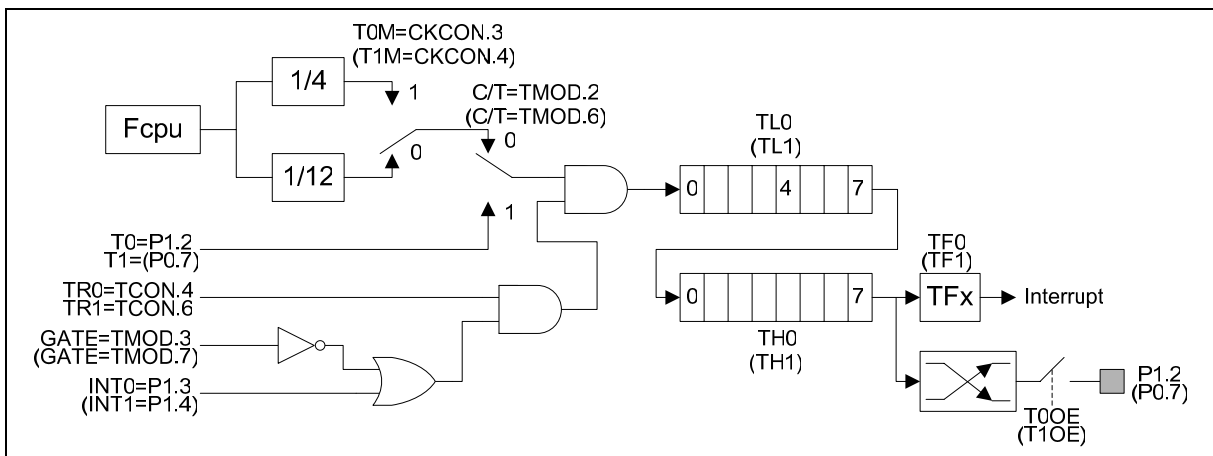 T0M=CKCON.3
(T1M=CKCON.4)
1/4
1
C/T=TMOD.2
(C/T=TMOD.6)
Fcpu
0
0
TL0
(TL1)
1/12
0 4 7
1
T0=P1.2
T1=(P0.7)
TF0
(TF1)
TR0=TCON.4
TR1=TCON.6
0 7
TFx
Interrupt
GATE=TMOD.3
(GATE=TMOD.7)
TH0
(TH1)
INT0=P1.3
(INT1=P1.4)
P1.2
(P0.7)
T0OE
(T1OE)